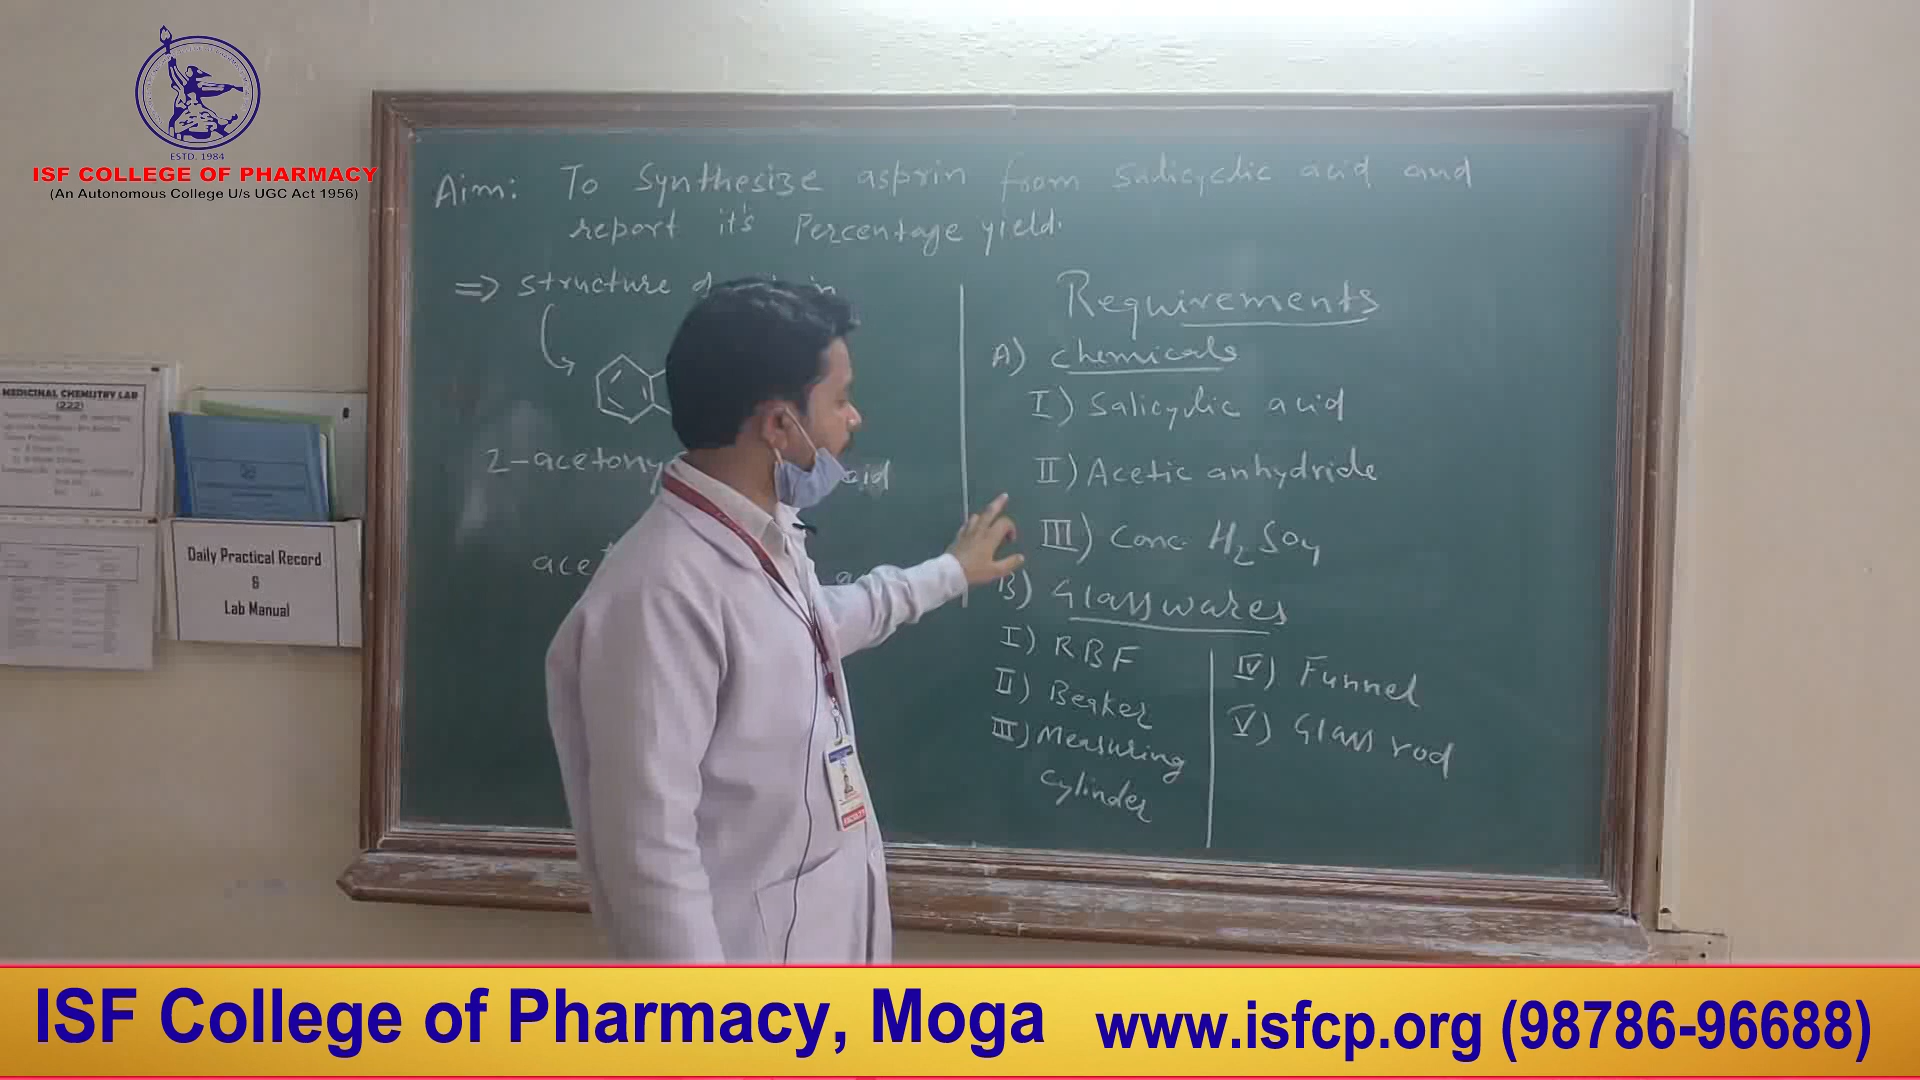 ESTD. 1984
ISF COLLEGE OF PHARMACY
(An Autonomous College U/s UGC Act 1956)
Aim: To Synthesize asprin from Salicyclic acid and
report it's Percentage yield.
=> structure
2-acetoxy
Requirements
A) Chemicals
I) Salicyclic acid
II) Acetic anhydride
III) Conc. H2SO4
B) Glasswares
I) RBF
II) Beaker
III) Measuring
cylinder
IV) Funnel
V) Glass rod
MEDICINAL CHEMISTRY LAB
(222)
Daily Practical Record
&
Lab Manual
FACULTY
ISF College of Pharmacy, Moga
www.isfcp.org (98786-96688)